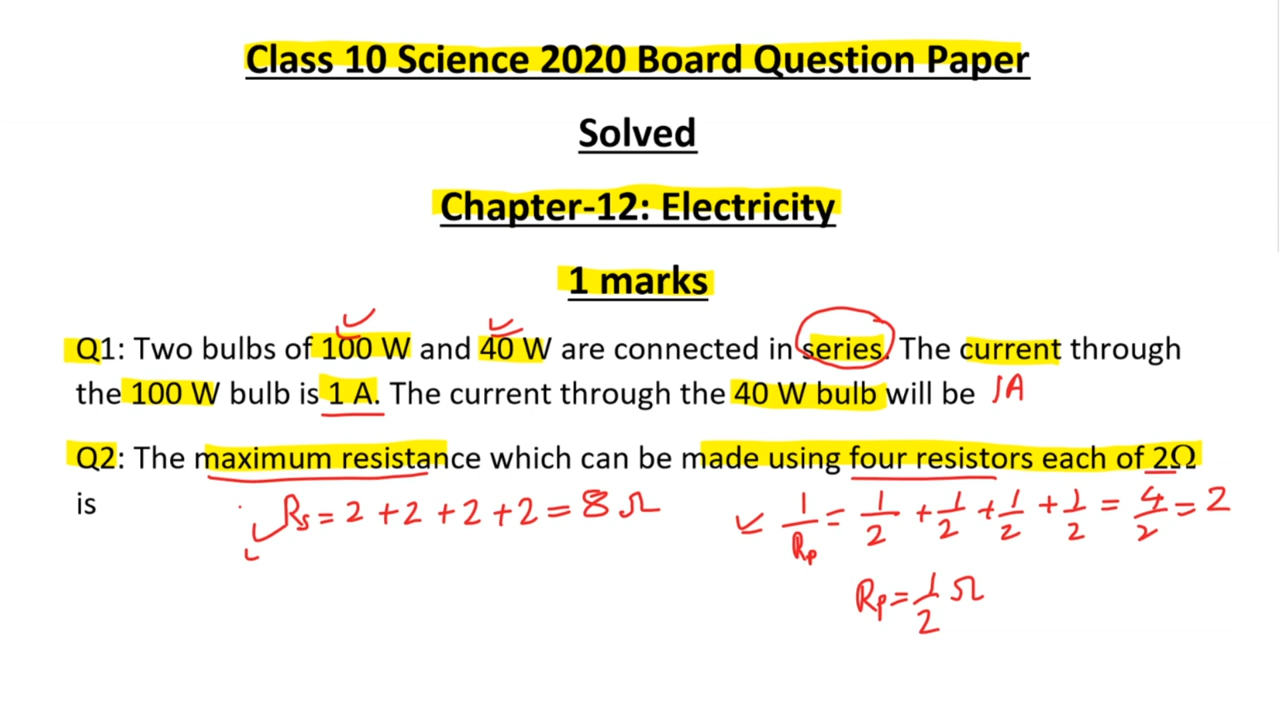 Class 10 Science 2020 Board Question Paper
Solved
Chapter-12: Electricity
1 marks
Q1: Two bulbs of 100 W and 40 W are connected in series. The current through
the 100 W bulb is 1 A. The current through the 40 W bulb will be 1A
Q2: The maximum resistance which can be made using four resistors each of 2Ω
is
Rs = 2 + 2 + 2 + 2 = 8 Ω
1/Rp = 1/2 + 1/2 + 1/2 + 1/2 = 4/2 = 2
Rp = 1/2 Ω